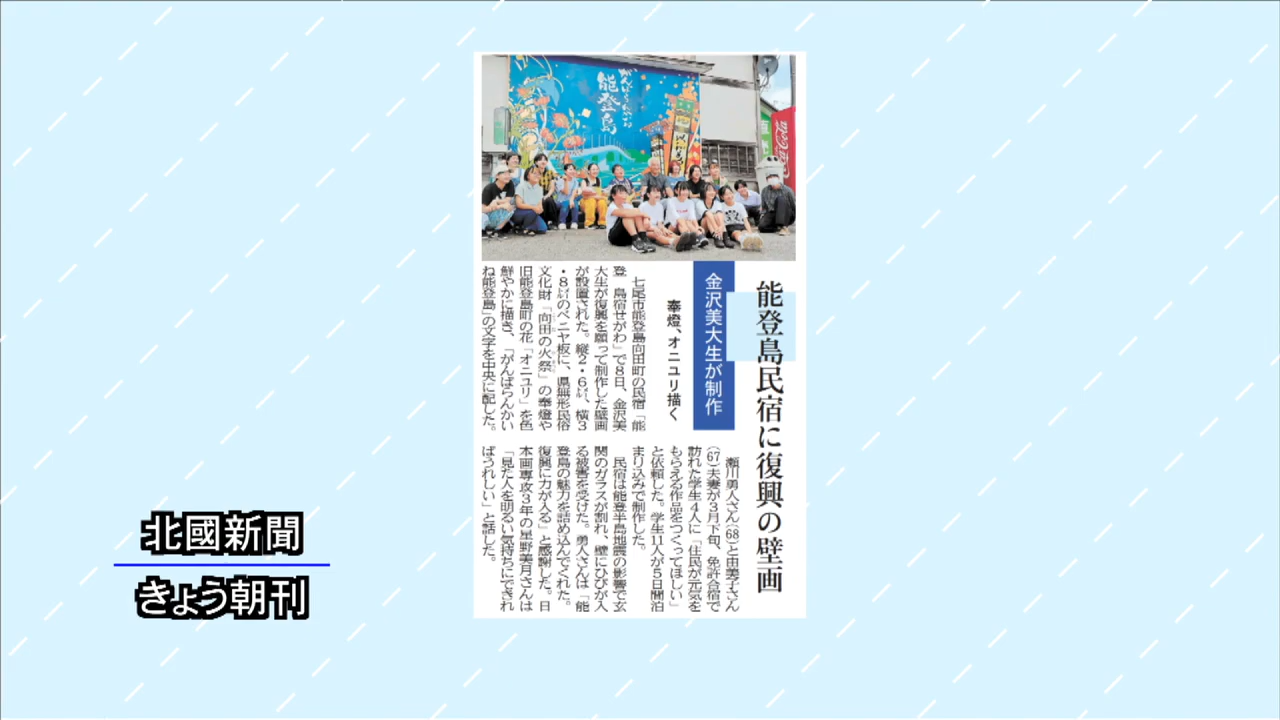 がんばらんかいね
能登島
Coca-Cola
能登島民宿に復興の壁画
金沢美大生が制作
奉燈、オニユリ描く
七尾市能登島向田町の民宿「能
登 島宿せがわ」で8日、金沢美
大生が復興を願って制作した壁画
が設置された。縦2・6㍍、横3
・8㍍のベニヤ板に、県無形民俗
文化財「向田の火祭」の奉燈や
旧能登島町の花「オニユリ」を色
鮮やかに描き、「がんばらんかい
ね能登島」の文字を中央に配した。
瀬川勇人さん(68)と由美子さん
(67)夫妻が3月下旬、免許合宿で
訪れた学生4人に「住民が元気を
もらえる作品をつくってほしい」
と依頼した。学生11人が5日間泊
まり込みで制作した。
民宿は能登半島地震の影響で玄
関のガラスが割れ、壁にひびが入
る被害を受けた。勇人さんは「能
登島の魅力を詰め込んでくれた。
復興に力が入る」と感謝した。日
本画専攻3年の星野美月さんは
「見た人を明るい気持ちにできれ
ばうれしい」と話した。
北國新聞
きょう朝刊